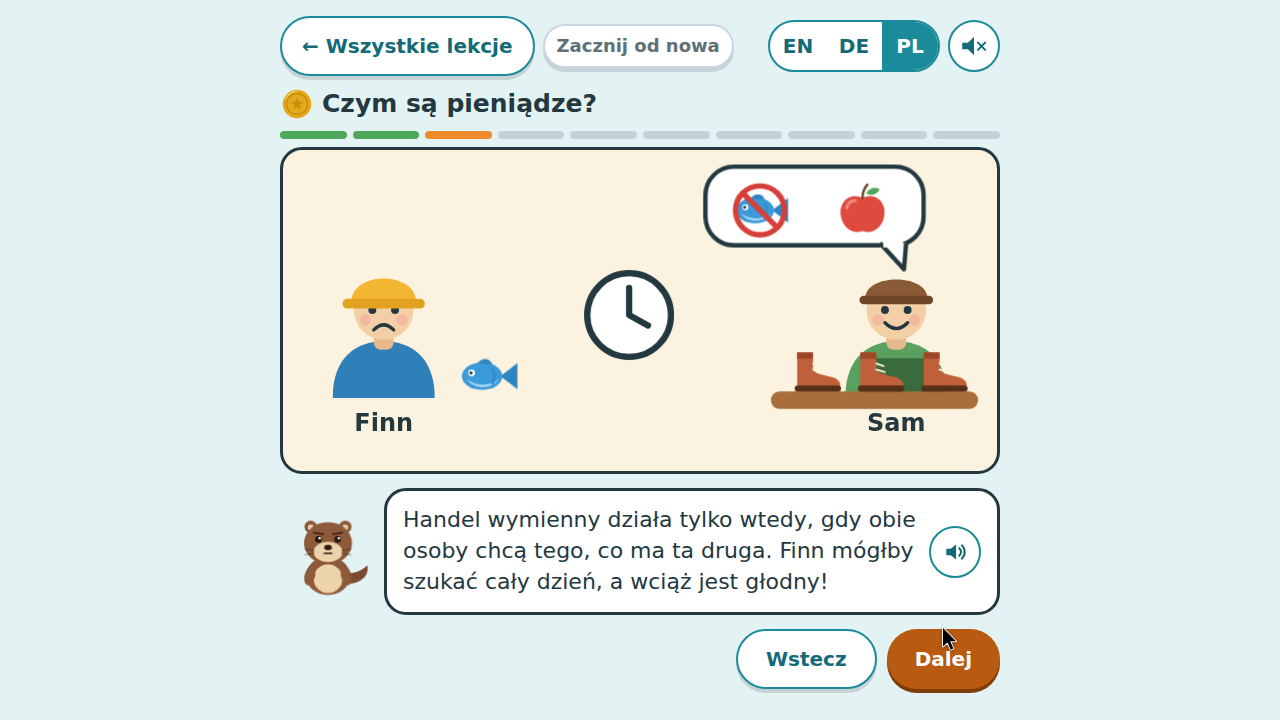 ← Wszystkie lekcje
Zacznij od nowa
EN DE PL
Czym są pieniądze?
Finn
Sam
Handel wymienny działa tylko wtedy, gdy obie
osoby chcą tego, co ma ta druga. Finn mógłby
szukać cały dzień, a wciąż jest głodny!
Wstecz
Dalej